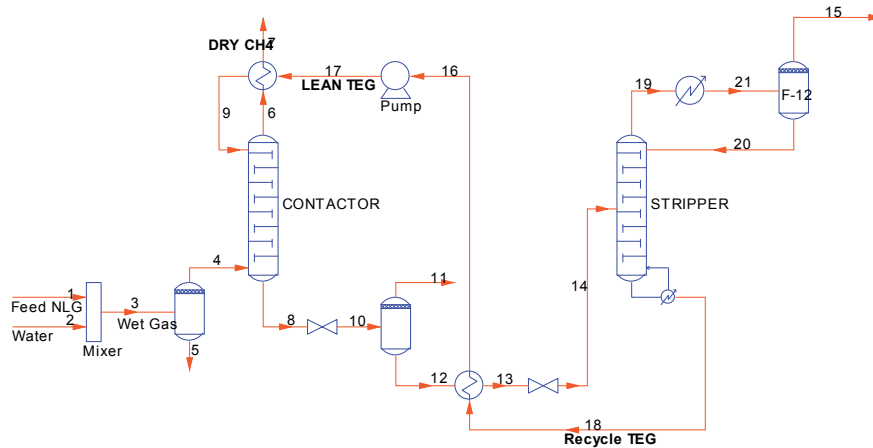 15
DRY CH4
7
17
16
LEAN TEG
Pump
19
21
F-12
9
6
20
CONTACTOR
STRIPPER
4
11
14
1
Feed NLG
3
2
Wet Gas
Water
8
10
Mixer
5
12
13
18
Recycle TEG